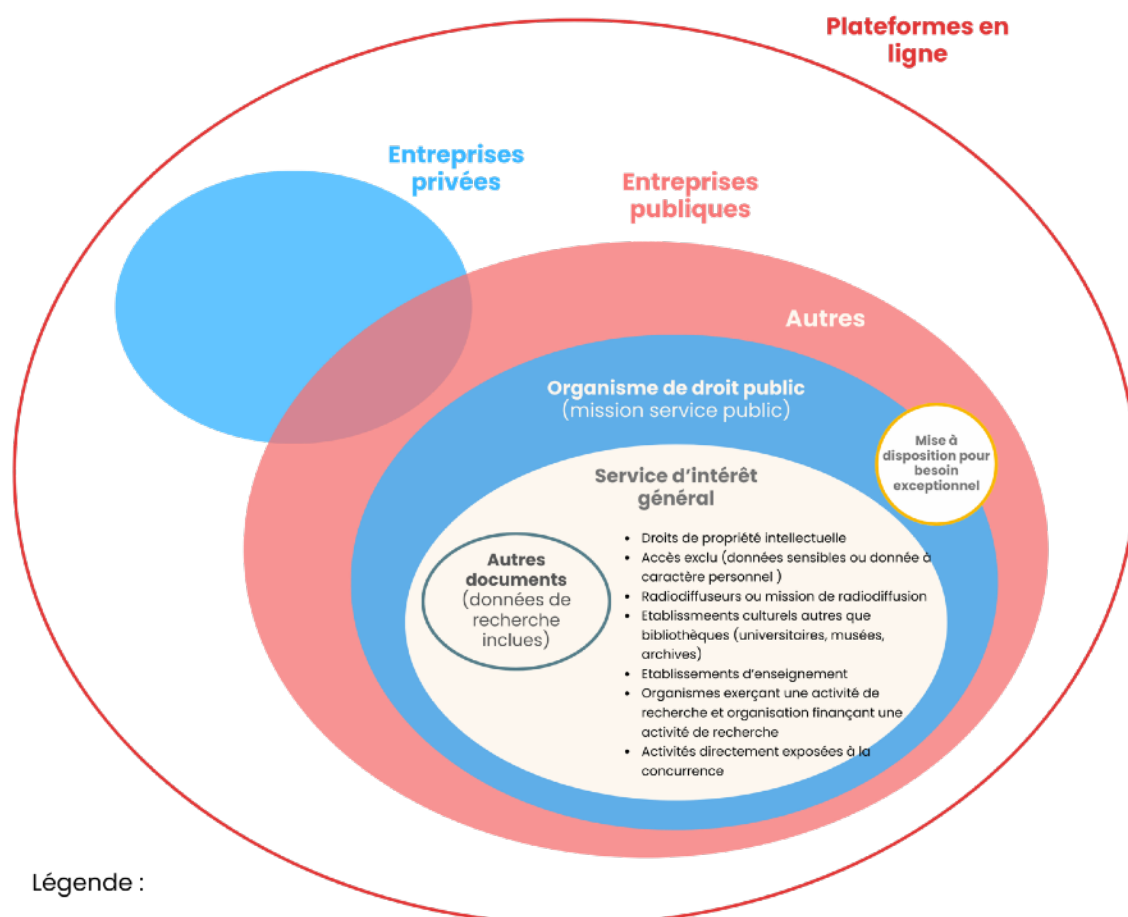 Plateformes en
ligne
Entreprises
privées
Entreprises
publiques
Autres
Organisme de droit public
(mission service public)
Mise à
disposition pour
besoin
exceptionnel
Service d’intérêt
général
Autres
documents
(données de
recherche
inclues)
• Droits de propriété intellectuelle
• Accès exclu (données sensibles ou donnée à
caractère personnel )
• Radiodiffuseurs ou mission de radiodiffusion
• Etablissmeents culturels autres que
bibliothèques (universitaires, musées,
archives)
• Etablissements d’enseignement
• Organismes exerçant une activité de
recherche et organisation finançant une
activité de recherche
• Activités directement exposées à la
concurrence
Légende :